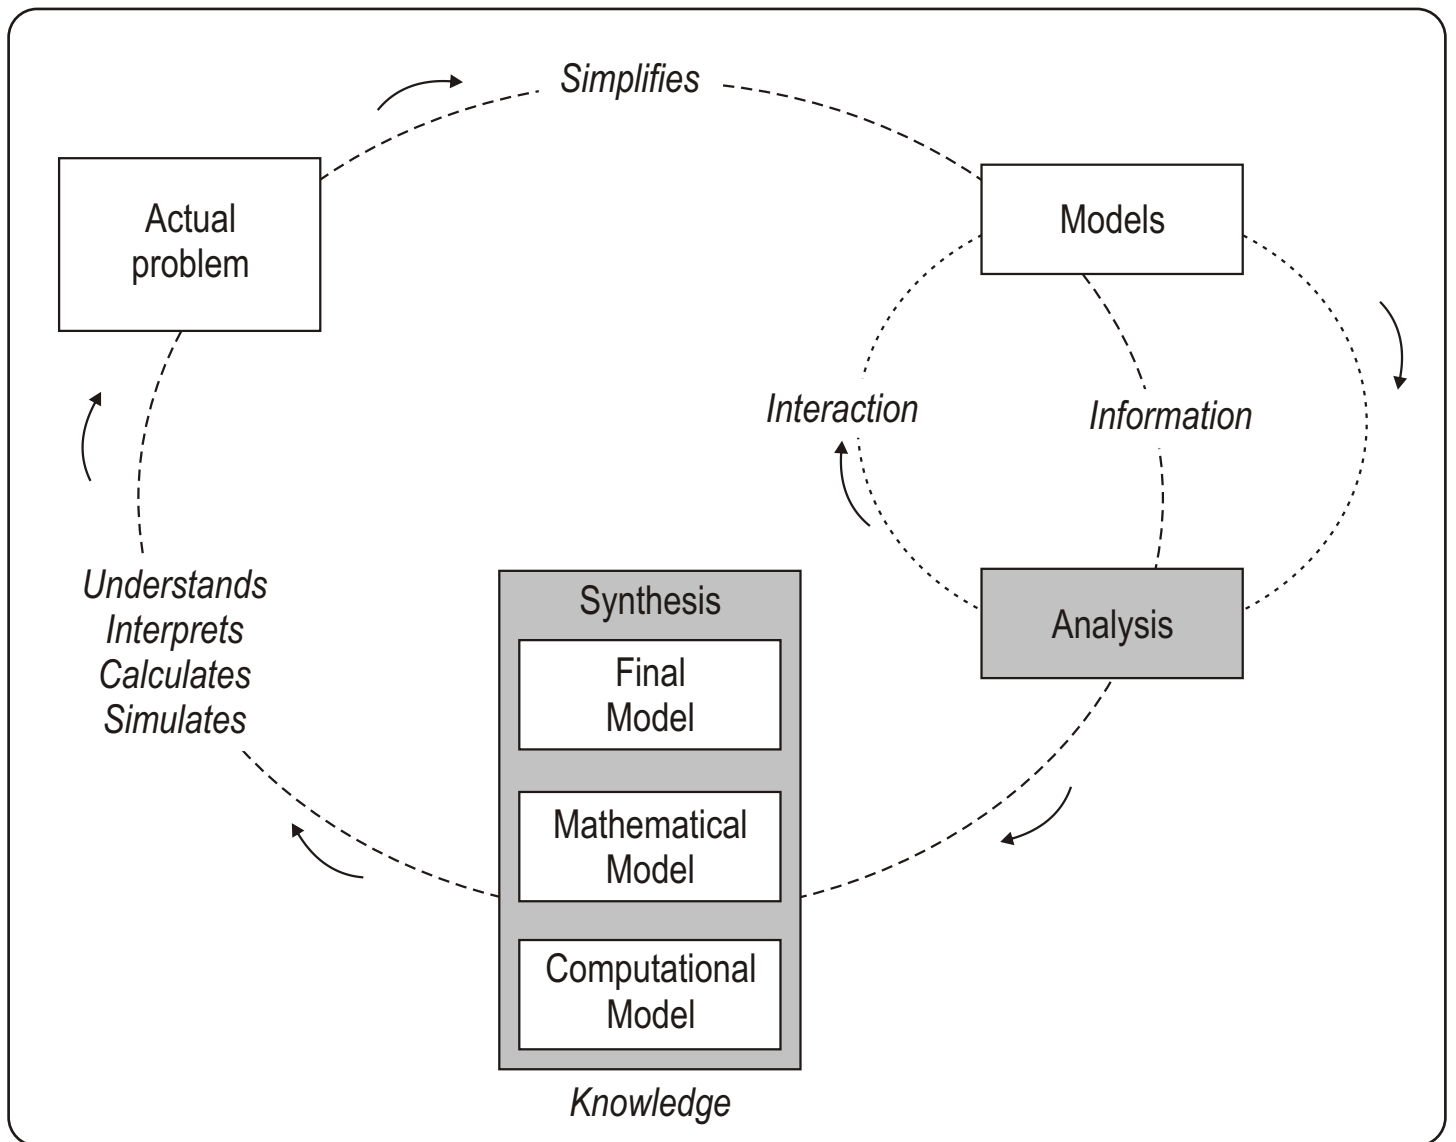 Simplifies
Actual
problem
Models
Interaction
Information
Understands
Interprets
Calculates
Simulates
Synthesis
Final
Model
Mathematical
Model
Computational
Model
Analysis
Knowledge